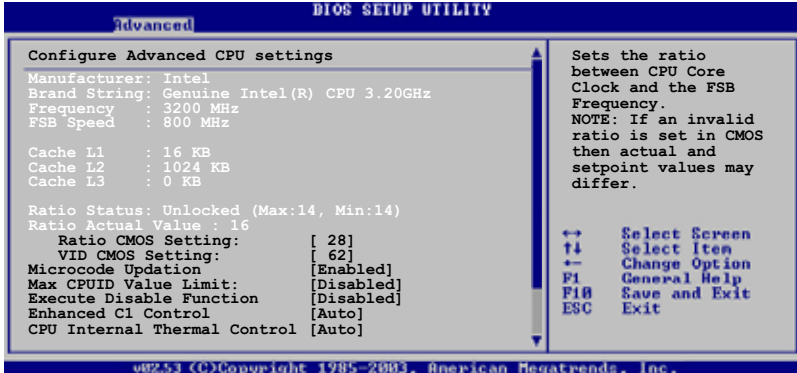 BIOS SETUP UTILITY
Advanced
Configure Advanced CPU settings
Manufacturer: Intel
Brand String: Genuine Intel(R) CPU 3.20GHz
Frequency : 3200 MHz
FSB Speed : 800 MHz
Cache L1 : 16 KB
Cache L2 : 1024 KB
Cache L3 : 0 KB
Ratio Status: Unlocked (Max:14, Min:14)
Ratio Actual Value : 16
Ratio CMOS Setting: [ 28]
VID CMOS Setting: [ 62]
Microcode Updation [Enabled]
Max CPUID Value Limit: [Disabled]
Execute Disable Function [Disabled]
Enhanced C1 Control [Auto]
CPU Internal Thermal Control [Auto]
Sets the ratio
between CPU Core
Clock and the FSB
Frequency.
NOTE: If an invalid
ratio is set in CMOS
then actual and
setpoint values may
differ.
↔ Select Screen
↑↓ Select Item
+- Change Option
F1 General Help
F10 Save and Exit
ESC Exit
v02.53 (C)Copyright 1985-2003, American Megatrends, Inc.